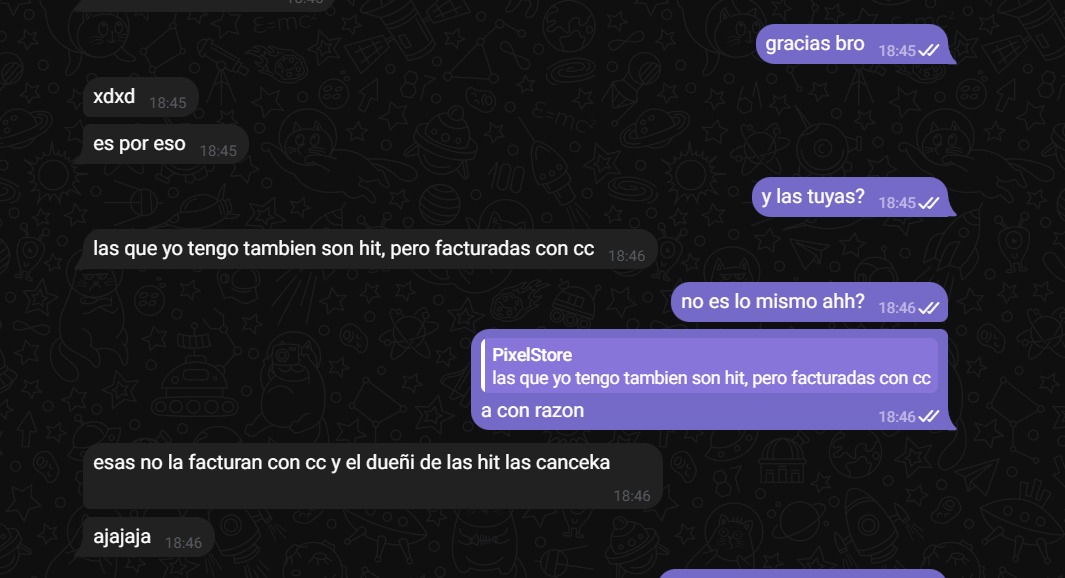 18:45
gracias bro 18:45
xdxd 18:45
es por eso 18:45
y las tuyas? 18:45
las que yo tengo tambien son hit, pero facturadas con cc 18:46
no es lo mismo ahh? 18:46
PixelStore
las que yo tengo tambien son hit, pero facturadas con cc
a con razon 18:46
esas no la facturan con cc y el dueñi de las hit las canceka
18:46
ajajaja 18:46